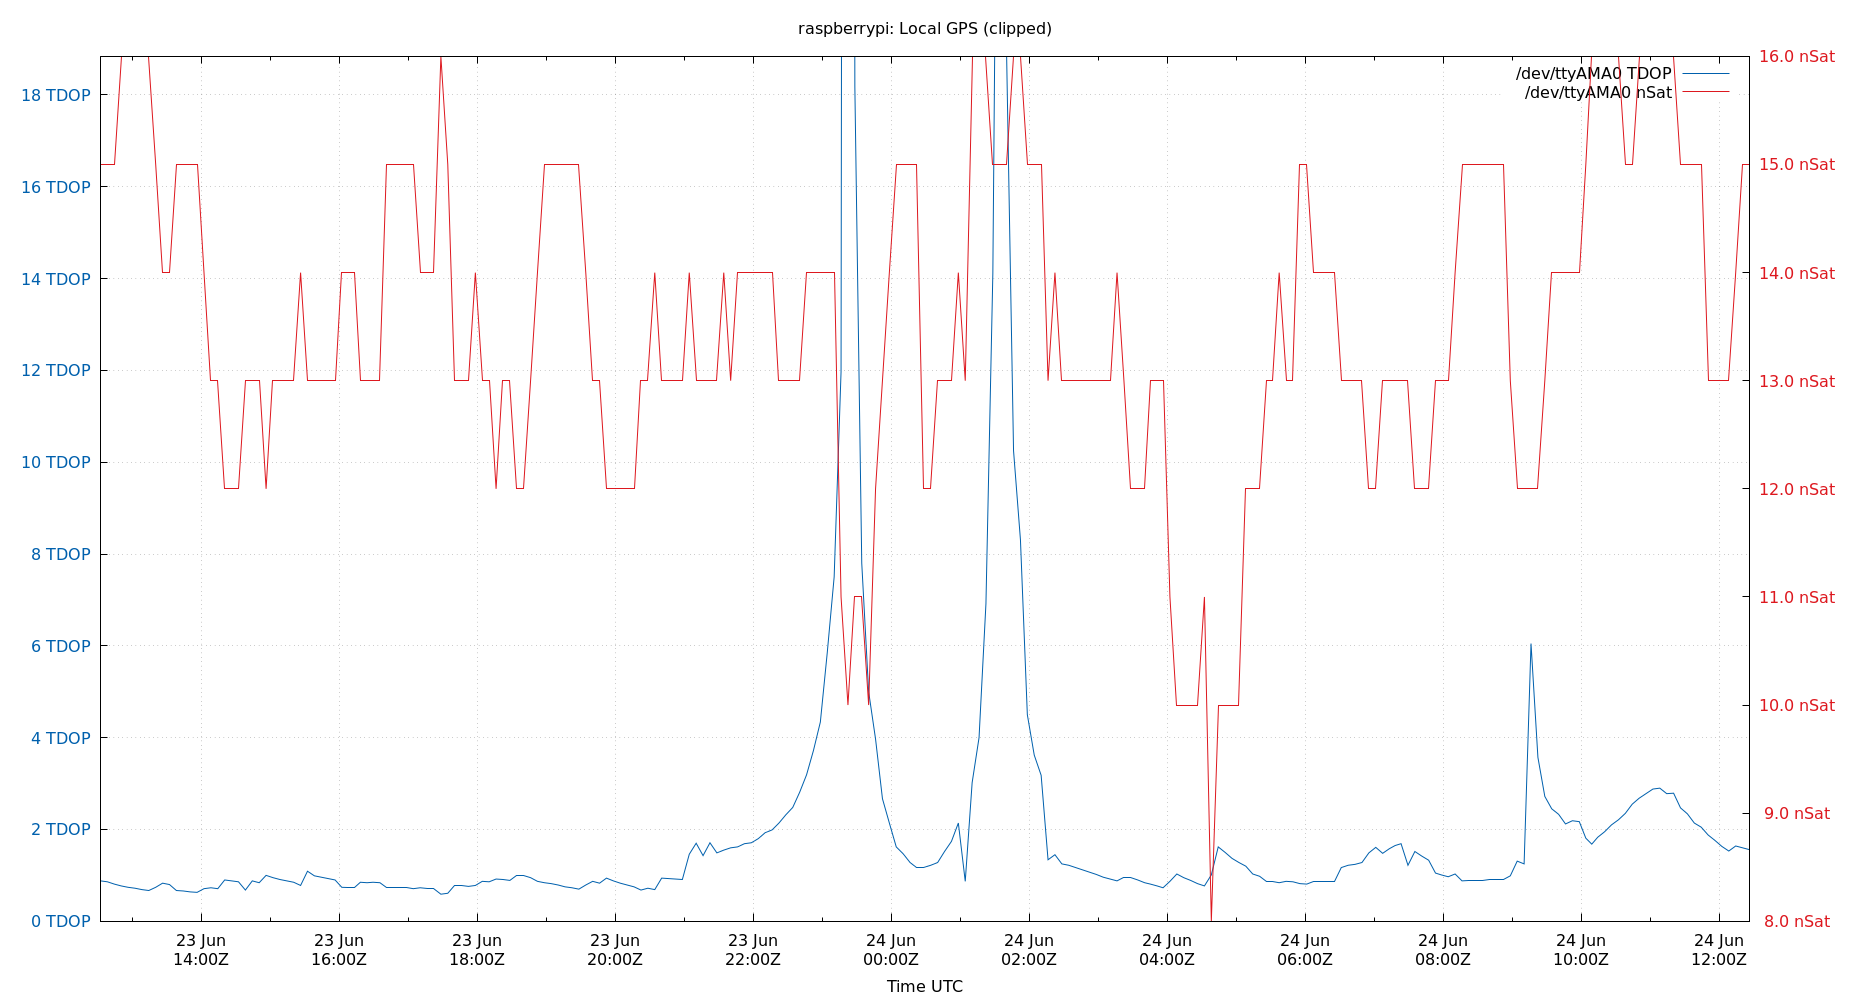 raspberrypi: Local GPS (clipped)
/dev/ttyAMA0 TDOP
/dev/ttyAMA0 nSat
18 TDOP
16 TDOP
14 TDOP
12 TDOP
10 TDOP
8 TDOP
6 TDOP
4 TDOP
2 TDOP
0 TDOP
16.0 nSat
15.0 nSat
14.0 nSat
13.0 nSat
12.0 nSat
11.0 nSat
10.0 nSat
9.0 nSat
8.0 nSat
23 Jun
14:00Z
23 Jun
16:00Z
23 Jun
18:00Z
23 Jun
20:00Z
23 Jun
22:00Z
24 Jun
00:00Z
24 Jun
02:00Z
24 Jun
04:00Z
24 Jun
06:00Z
24 Jun
08:00Z
24 Jun
10:00Z
24 Jun
12:00Z
Time UTC